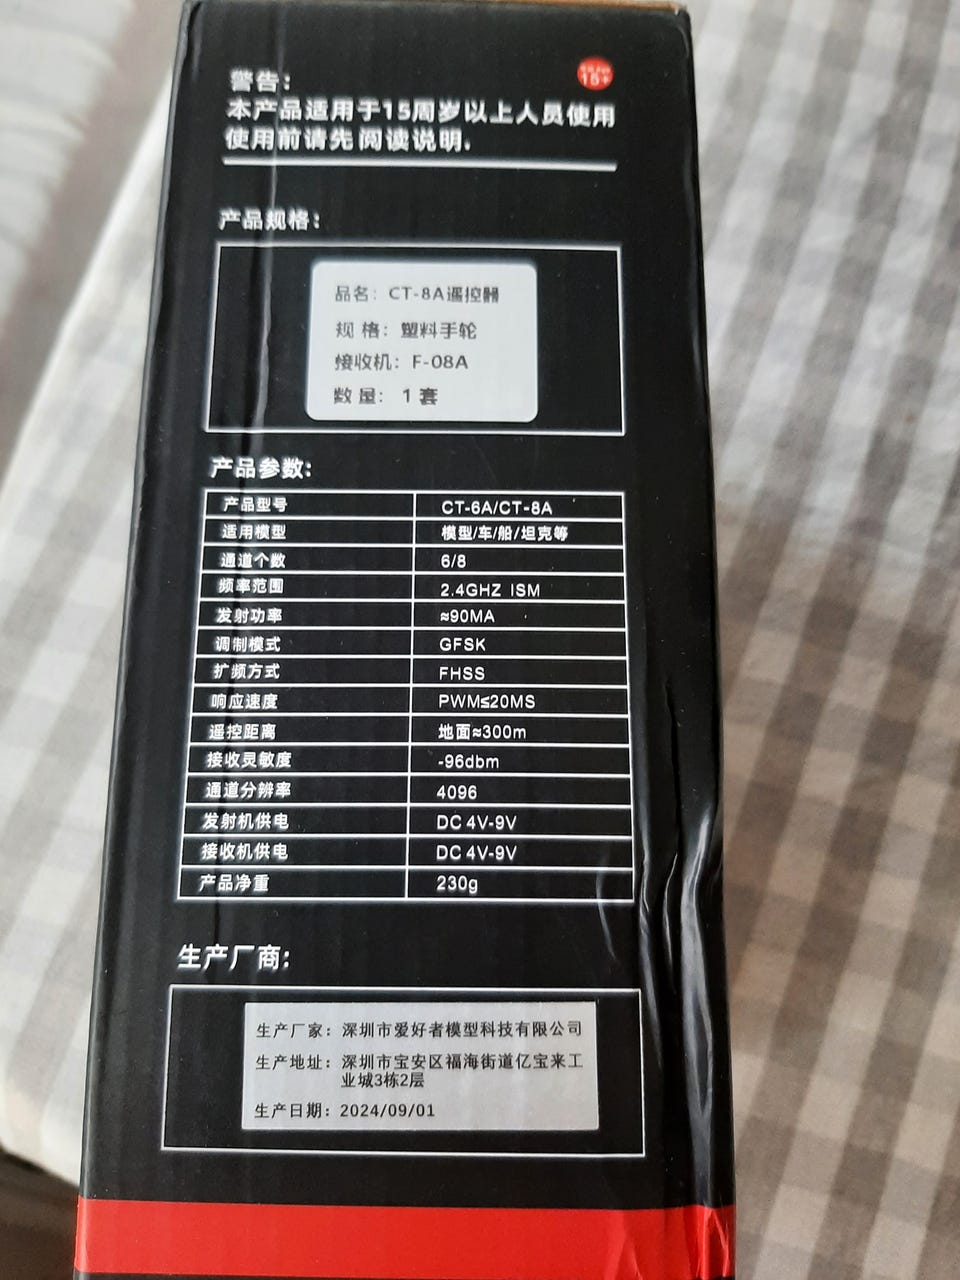 警告:
15+
本产品适用于15周岁以上人员使用
使用前请先阅读说明.
产品规格:
品名: CT-8A遥控器
规 格: 塑料手轮
接收机: F-08A
数 量: 1 套
产品参数:
产品型号 CT-6A/CT-8A
适用模型 模型/车/船/坦克等
通道个数 6/8
频率范围 2.4GHZ ISM
发射功率 ≈90MA
调制模式 GFSK
扩频方式 FHSS
响应速度 PWM≤20MS
遥控距离 地面≈300m
接收灵敏度 -96dbm
通道分辨率 4096
发射机供电 DC 4V-9V
接收机供电 DC 4V-9V
产品净重 230g
生产厂商:
生产厂家: 深圳市爱好者模型科技有限公司
生产地址: 深圳市宝安区福海街道亿宝来工
业城3栋2层
生产日期: 2024/09/01